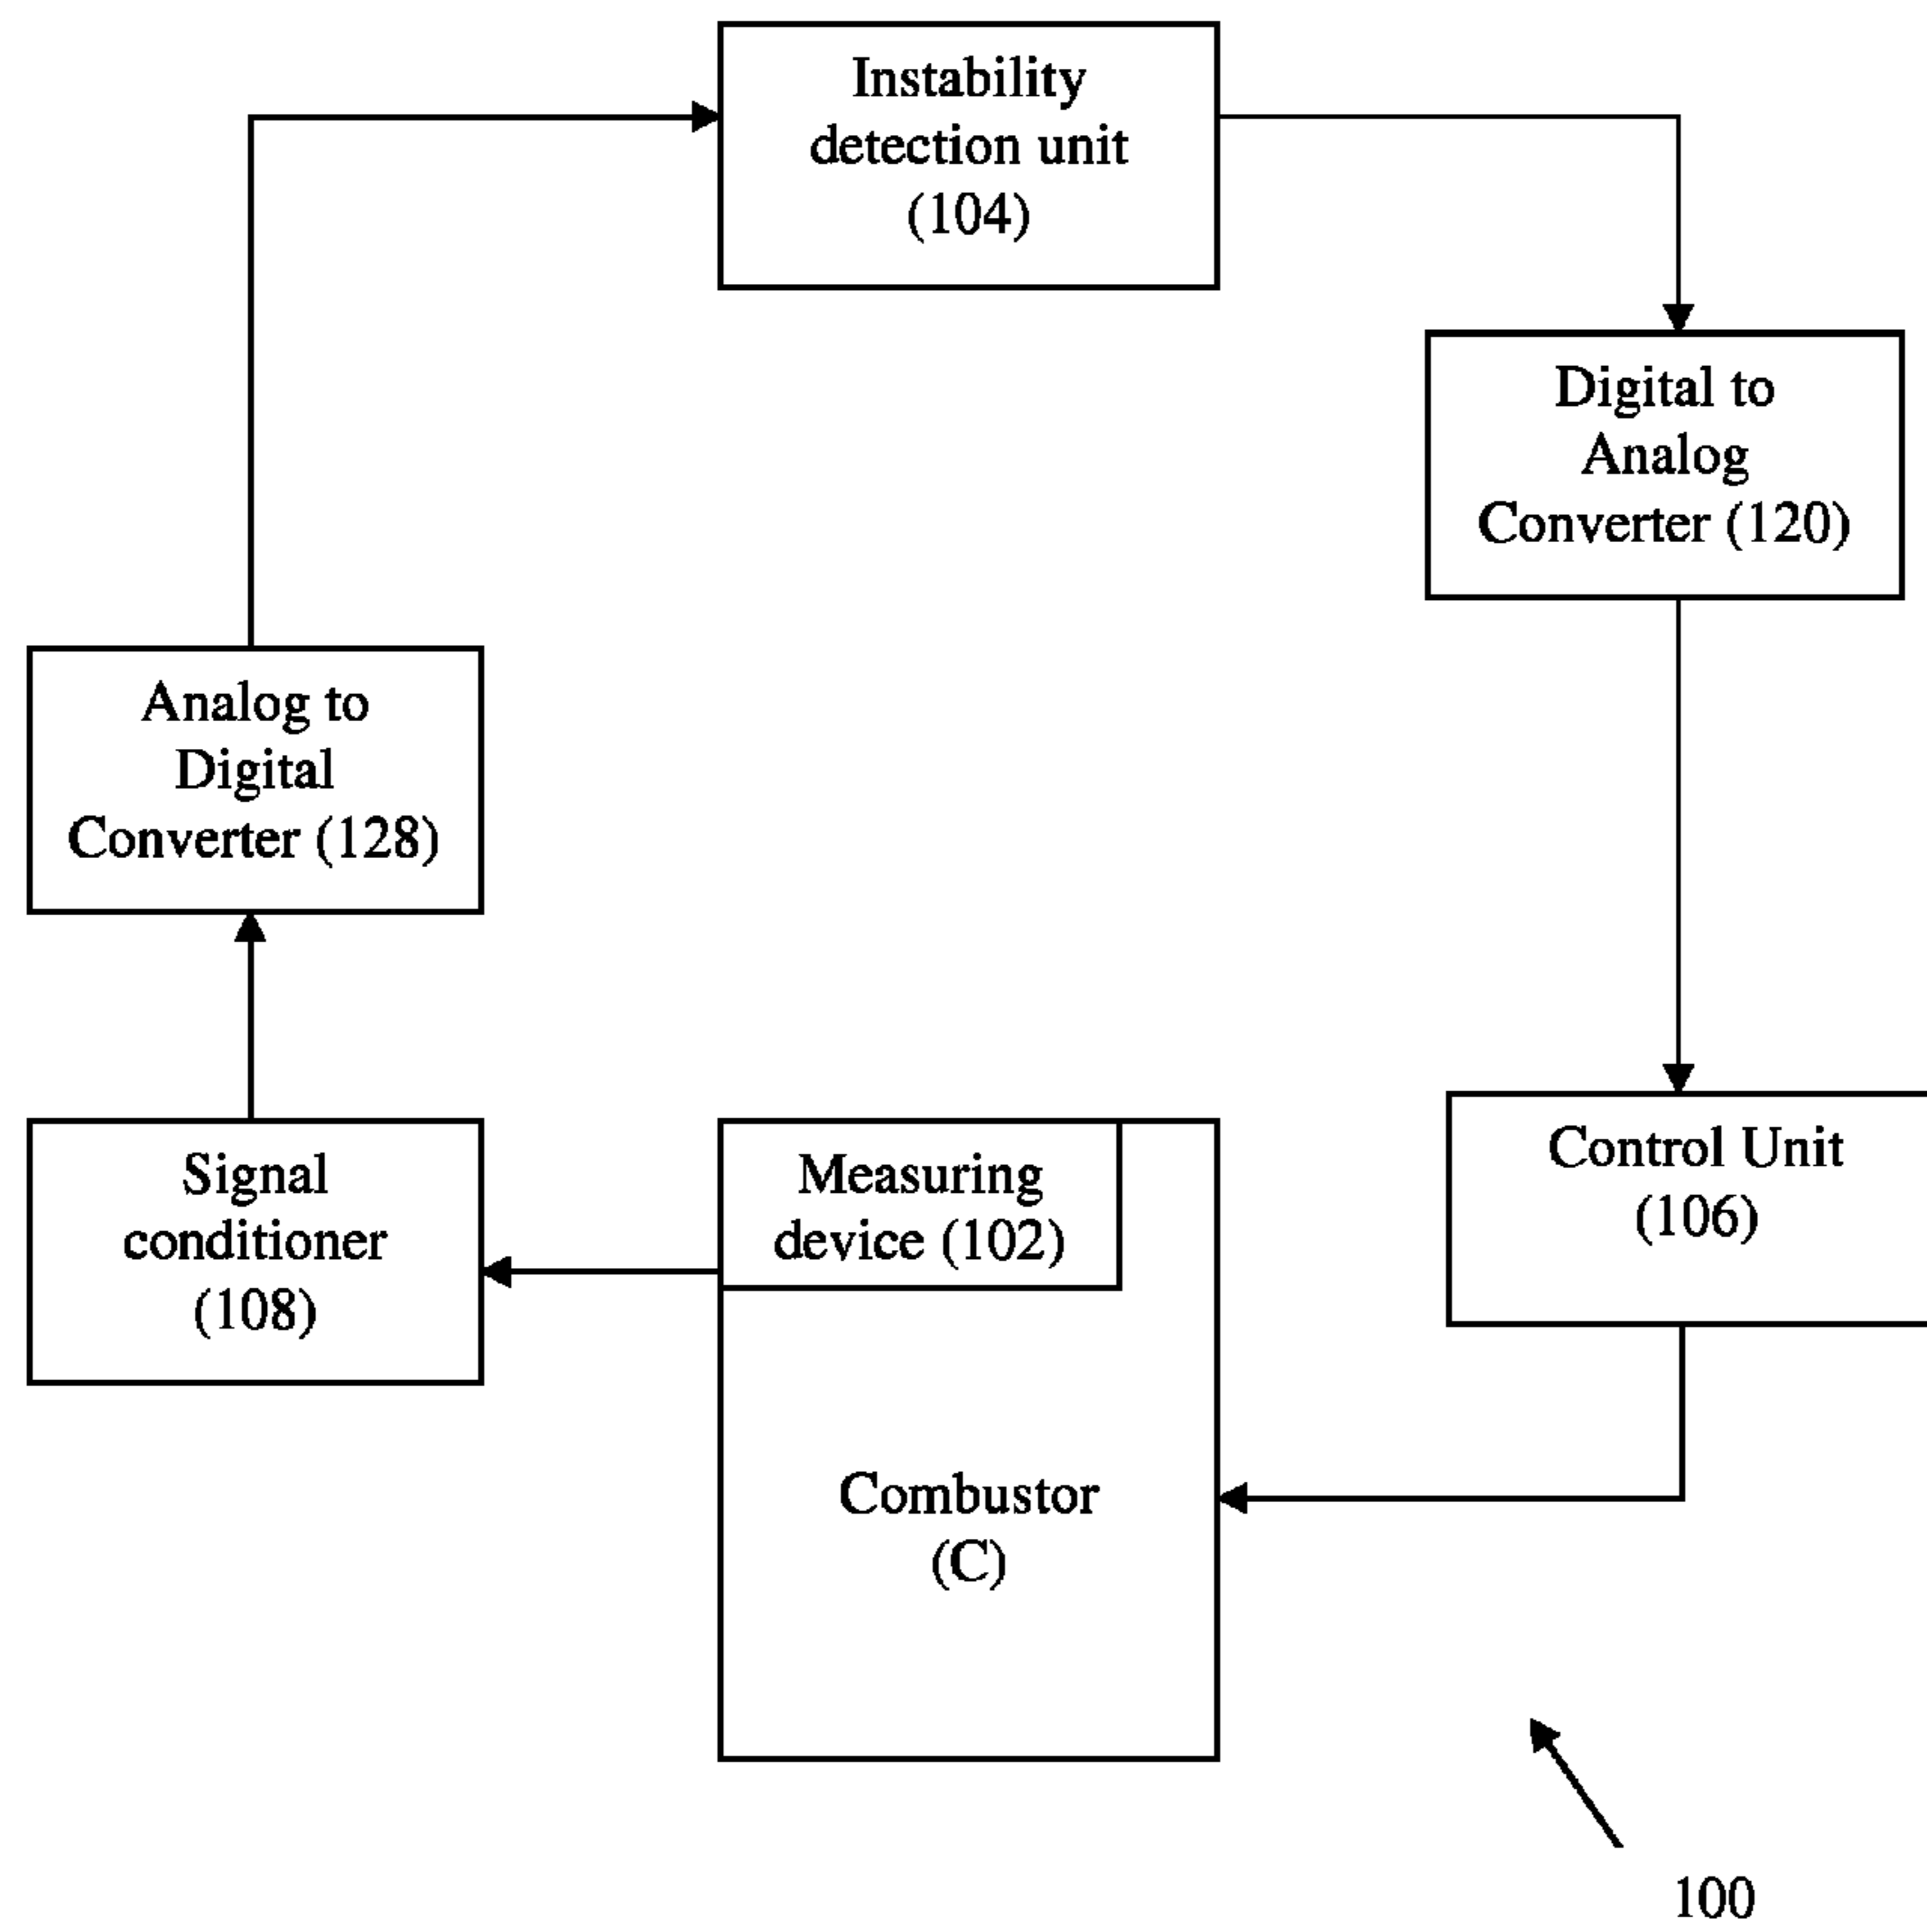 Instability
detection unit
(104)
Digital to
Analog
Converter (120)
Analog to
Digital
Converter (128)
Signal
conditioner
(108)
Measuring
device (102)
Control Unit
(106)
Combustor
(C)
100